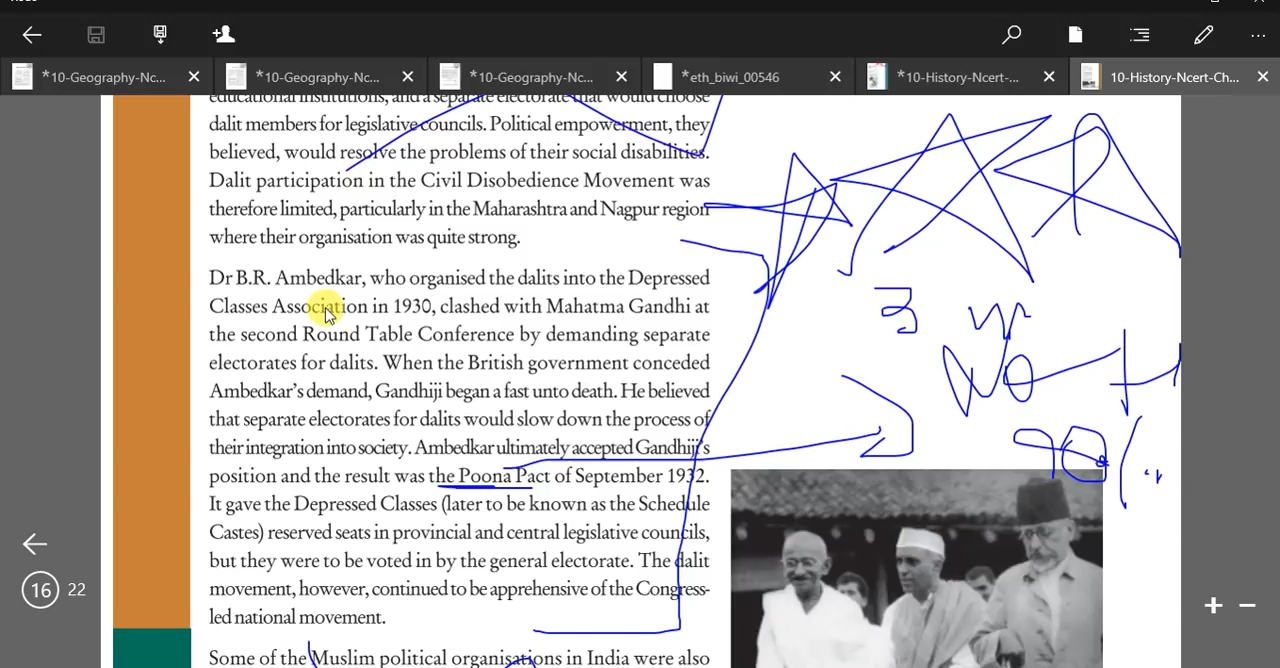 *10-Geography-Nc...
*10-Geography-Nc...
*10-Geography-Nc...
*eth_biwi_00546
*10-History-Ncert-...
10-History-Ncert-Ch...
educational institutions, and a separate electorate that would choose
dalit members for legislative councils. Political empowerment, they
believed, would resolve the problems of their social disabilities.
Dalit participation in the Civil Disobedience Movement was
therefore limited, particularly in the Maharashtra and Nagpur region
where their organisation was quite strong.
Dr B.R. Ambedkar, who organised the dalits into the Depressed
Classes Association in 1930, clashed with Mahatma Gandhi at
the second Round Table Conference by demanding separate
electorates for dalits. When the British government conceded
Ambedkar's demand, Gandhiji began a fast unto death. He believed
that separate electorates for dalits would slow down the process of
their integration into society. Ambedkar ultimately accepted Gandhiji's
position and the result was the Poona Pact of September 1932.
It gave the Depressed Classes (later to be known as the Schedule
Castes) reserved seats in provincial and central legislative councils,
but they were to be voted in by the general electorate. The dalit
movement, however, continued to be apprehensive of the Congress-
led national movement.
Some of the Muslim political organisations in India were also
16 22